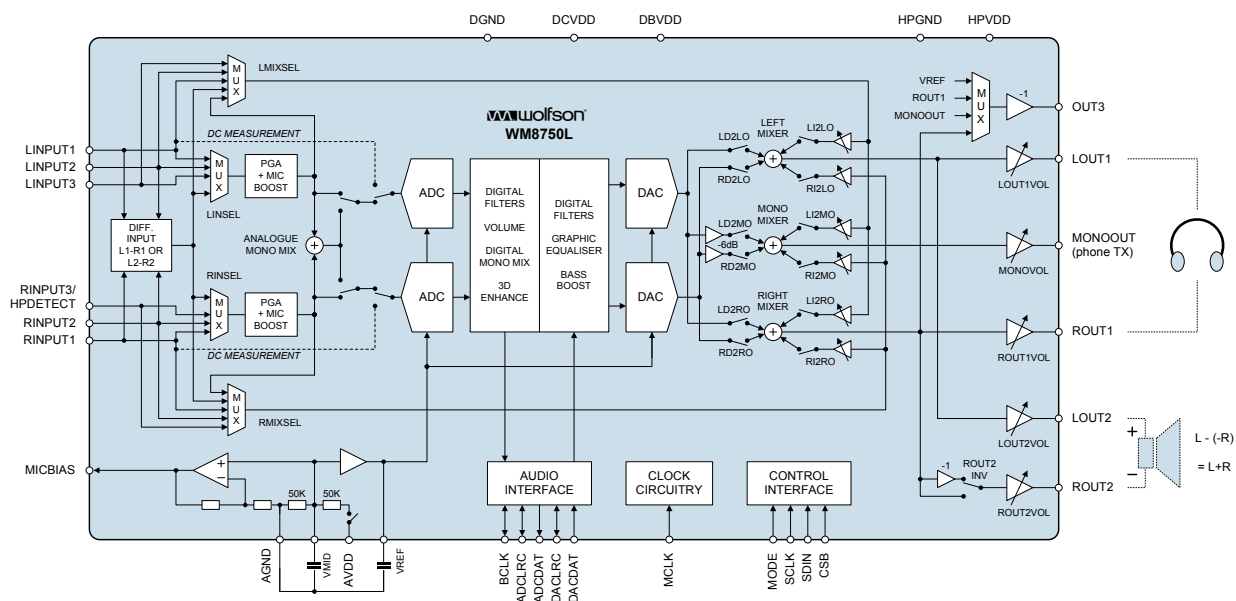 DGND DCVDD DBVDD HPGND HPVDD
wolfson
WM8750L
LMIXSEL
M
U
X
DC MEASUREMENT
LINPUT1
LINPUT2
LINPUT3
M
U
X
LINSEL
PGA
+ MIC
BOOST
DIFF.
INPUT
L1-R1 OR
L2-R2
ANALOGUE
MONO MIX
RINSEL
M
U
X
PGA
+ MIC
BOOST
RINPUT3/
HPDETECT
RINPUT2
RINPUT1
DC MEASUREMENT
M
U
X
RMIXSEL
ADC
ADC
DIGITAL
FILTERS
VOLUME
DIGITAL
MONO MIX
3D
ENHANCE
DIGITAL
FILTERS
GRAPHIC
EQUALISER
BASS
BOOST
DAC
DAC
LEFT
MIXER
LD2LO
RD2LO
LI2LO
RI2LO
MONO
MIXER
LD2MO
-6dB
RD2MO
LI2MO
RI2MO
RIGHT
MIXER
LD2RO
RD2RO
LI2RO
RI2RO
VREF
ROUT1
MONOOUT
M
U
X
-1
OUT3
LOUT1
LOUT1VOL
MONOOUT
(phone TX)
MONOVOL
ROUT1
ROUT1VOL
LOUT2
LOUT2VOL
-1
ROUT2
INV
ROUT2
ROUT2VOL
+
−
L - (-R)
= L+R
MICBIAS
+
−
50K 50K
AUDIO
INTERFACE
CLOCK
CIRCUITRY
CONTROL
INTERFACE
AGND
VMID
AVDD
VREF
BCLK
ADCLRC
ADCDAT
DACLRC
DACDAT
MCLK
MODE
SCLK
SDIN
CSB